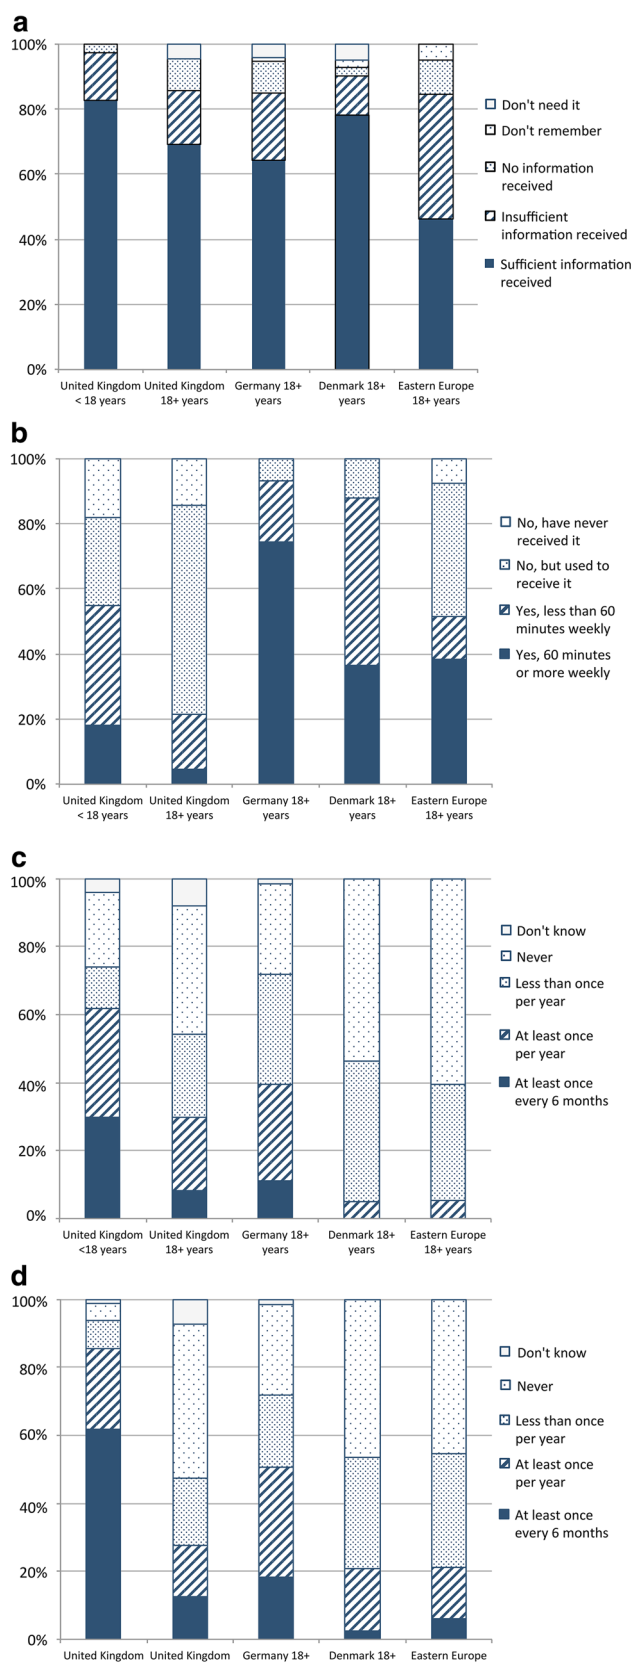 a
100%
80%
60%
40%
20%
0%
Don't need it
Don't remember
No information
received
Insufficient
information received
Sufficient information
received
United Kingdom
< 18 years
United Kingdom
18+ years
Germany 18+
years
Denmark 18+
years
Eastern Europe
18+ years
b
100%
80%
60%
40%
20%
0%
No, have never
received it
No, but used to
receive it
Yes, less than 60
minutes weekly
Yes, 60 minutes
or more weekly
United Kingdom
< 18 years
United Kingdom
18+ years
Germany 18+
years
Denmark 18+
years
Eastern Europe
18+ years
c
100%
80%
60%
40%
20%
0%
Don't know
Never
Less than once
per year
At least once
per year
At least once
every 6 months
United Kingdom
<18 years
United Kingdom
18+ years
Germany 18+
years
Denmark 18+
years
Eastern Europe
18+ years
d
100%
80%
60%
40%
20%
0%
Don't know
Never
Less than once
per year
At least once
per year
At least once
every 6 months
United Kingdom
United Kingdom
Germany 18+
Denmark 18+
Eastern Europe